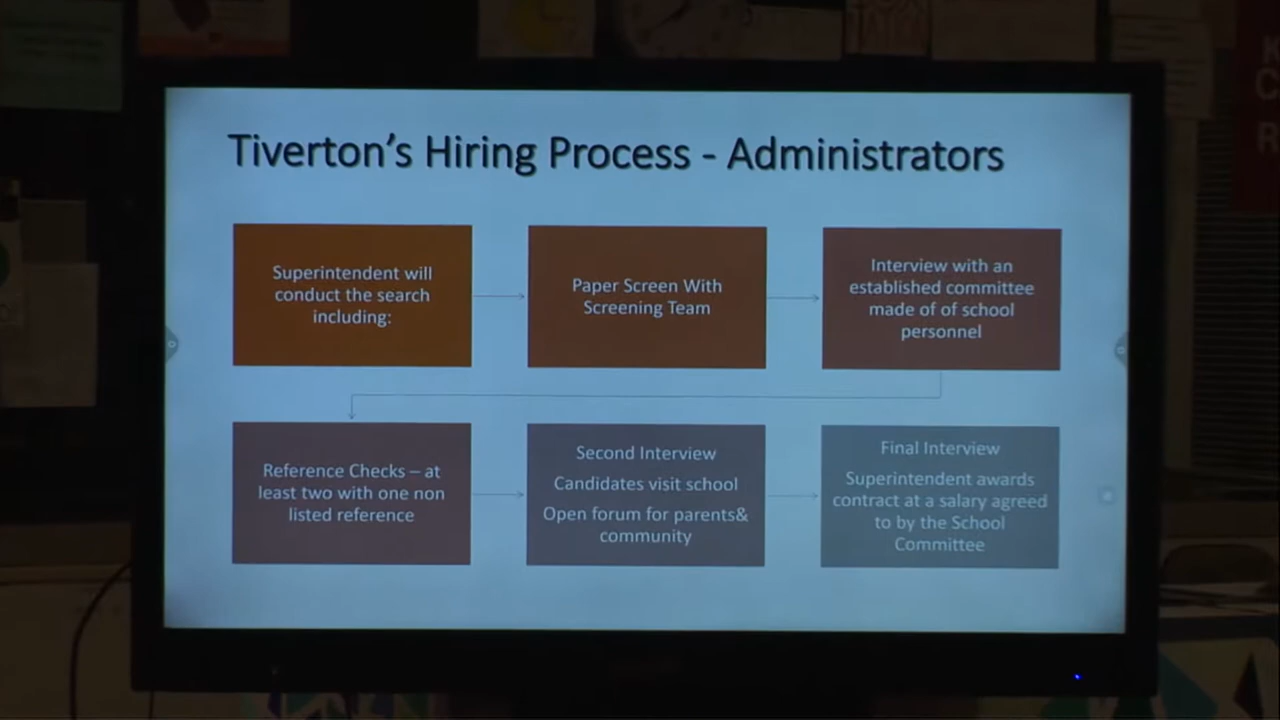 Tiverton's Hiring Process - Administrators
Superintendent will
conduct the search
including:
Paper Screen With
Screening Team
Interview with an
established committee
made of of school
personnel
Reference Checks – at
least two with one non
listed reference
Second Interview
Candidates visit school
Open forum for parents&
community
Final Interview
Superintendent awards
contract at a salary agreed
to by the School
Committee